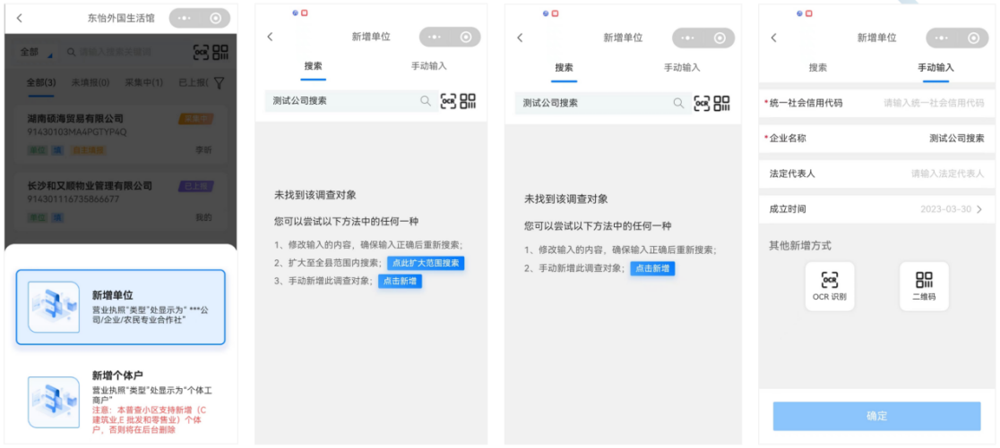 东怡外国生活馆
全部
请输入搜索关键词
OCR
全部(3) 未填报(0) 采集中(1) 已上报(
湖南硕海贸易有限公司
采集中
91430103MA4PGTYP4Q
单位 填 自主填报
李昕
长沙和又顺物业管理有限公司
已上报
914301116735866677
单位 填
我的
新增单位
营业执照“类型”处显示为“ ***公
司/企业/农民专业合作社”
新增个体户
营业执照“类型”处显示为“个体工
商户”
注意：本普查小区支持新增（C
建筑业,E 批发和零售业）个体
户，否则将在后台删除
新增单位
搜索 手动输入
测试公司搜索
OCR
未找到该调查对象
您可以尝试以下方法中的任何一种
1、修改输入的内容，确保输入正确后重新搜索；
2、扩大至全县范围内搜索； 点此扩大范围搜索
3、手动新增此调查对象； 点击新增
新增单位
搜索 手动输入
测试公司搜索
OCR
未找到该调查对象
您可以尝试以下方法中的任何一种
1、修改输入的内容，确保输入正确后重新搜索；
2、手动新增此调查对象； 点击新增
新增单位
搜索 手动输入
*统一社会信用代码 请输入统一社会信用代码
*企业名称 测试公司搜索
法定代表人 请输入法定代表人
成立时间 2023-03-30
其他新增方式
OCR
OCR 识别
二维码
确定